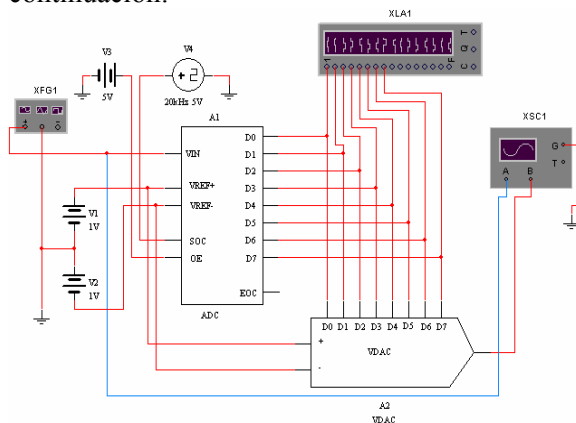 continuación.
XLA1
V3
V4
5V
20kHz 5V
1
F
C
Q
T
XFG1
A1
XSC1
G
T
A
B
VIN
VREF+
VREF-
SOC
OE
D0
D1
D2
D3
D4
D5
D6
D7
EOC
ADC
V1
1V
V2
1V
D0 D1 D2 D3 D4 D5 D6 D7
+
VDAC
-
A2
VDAC